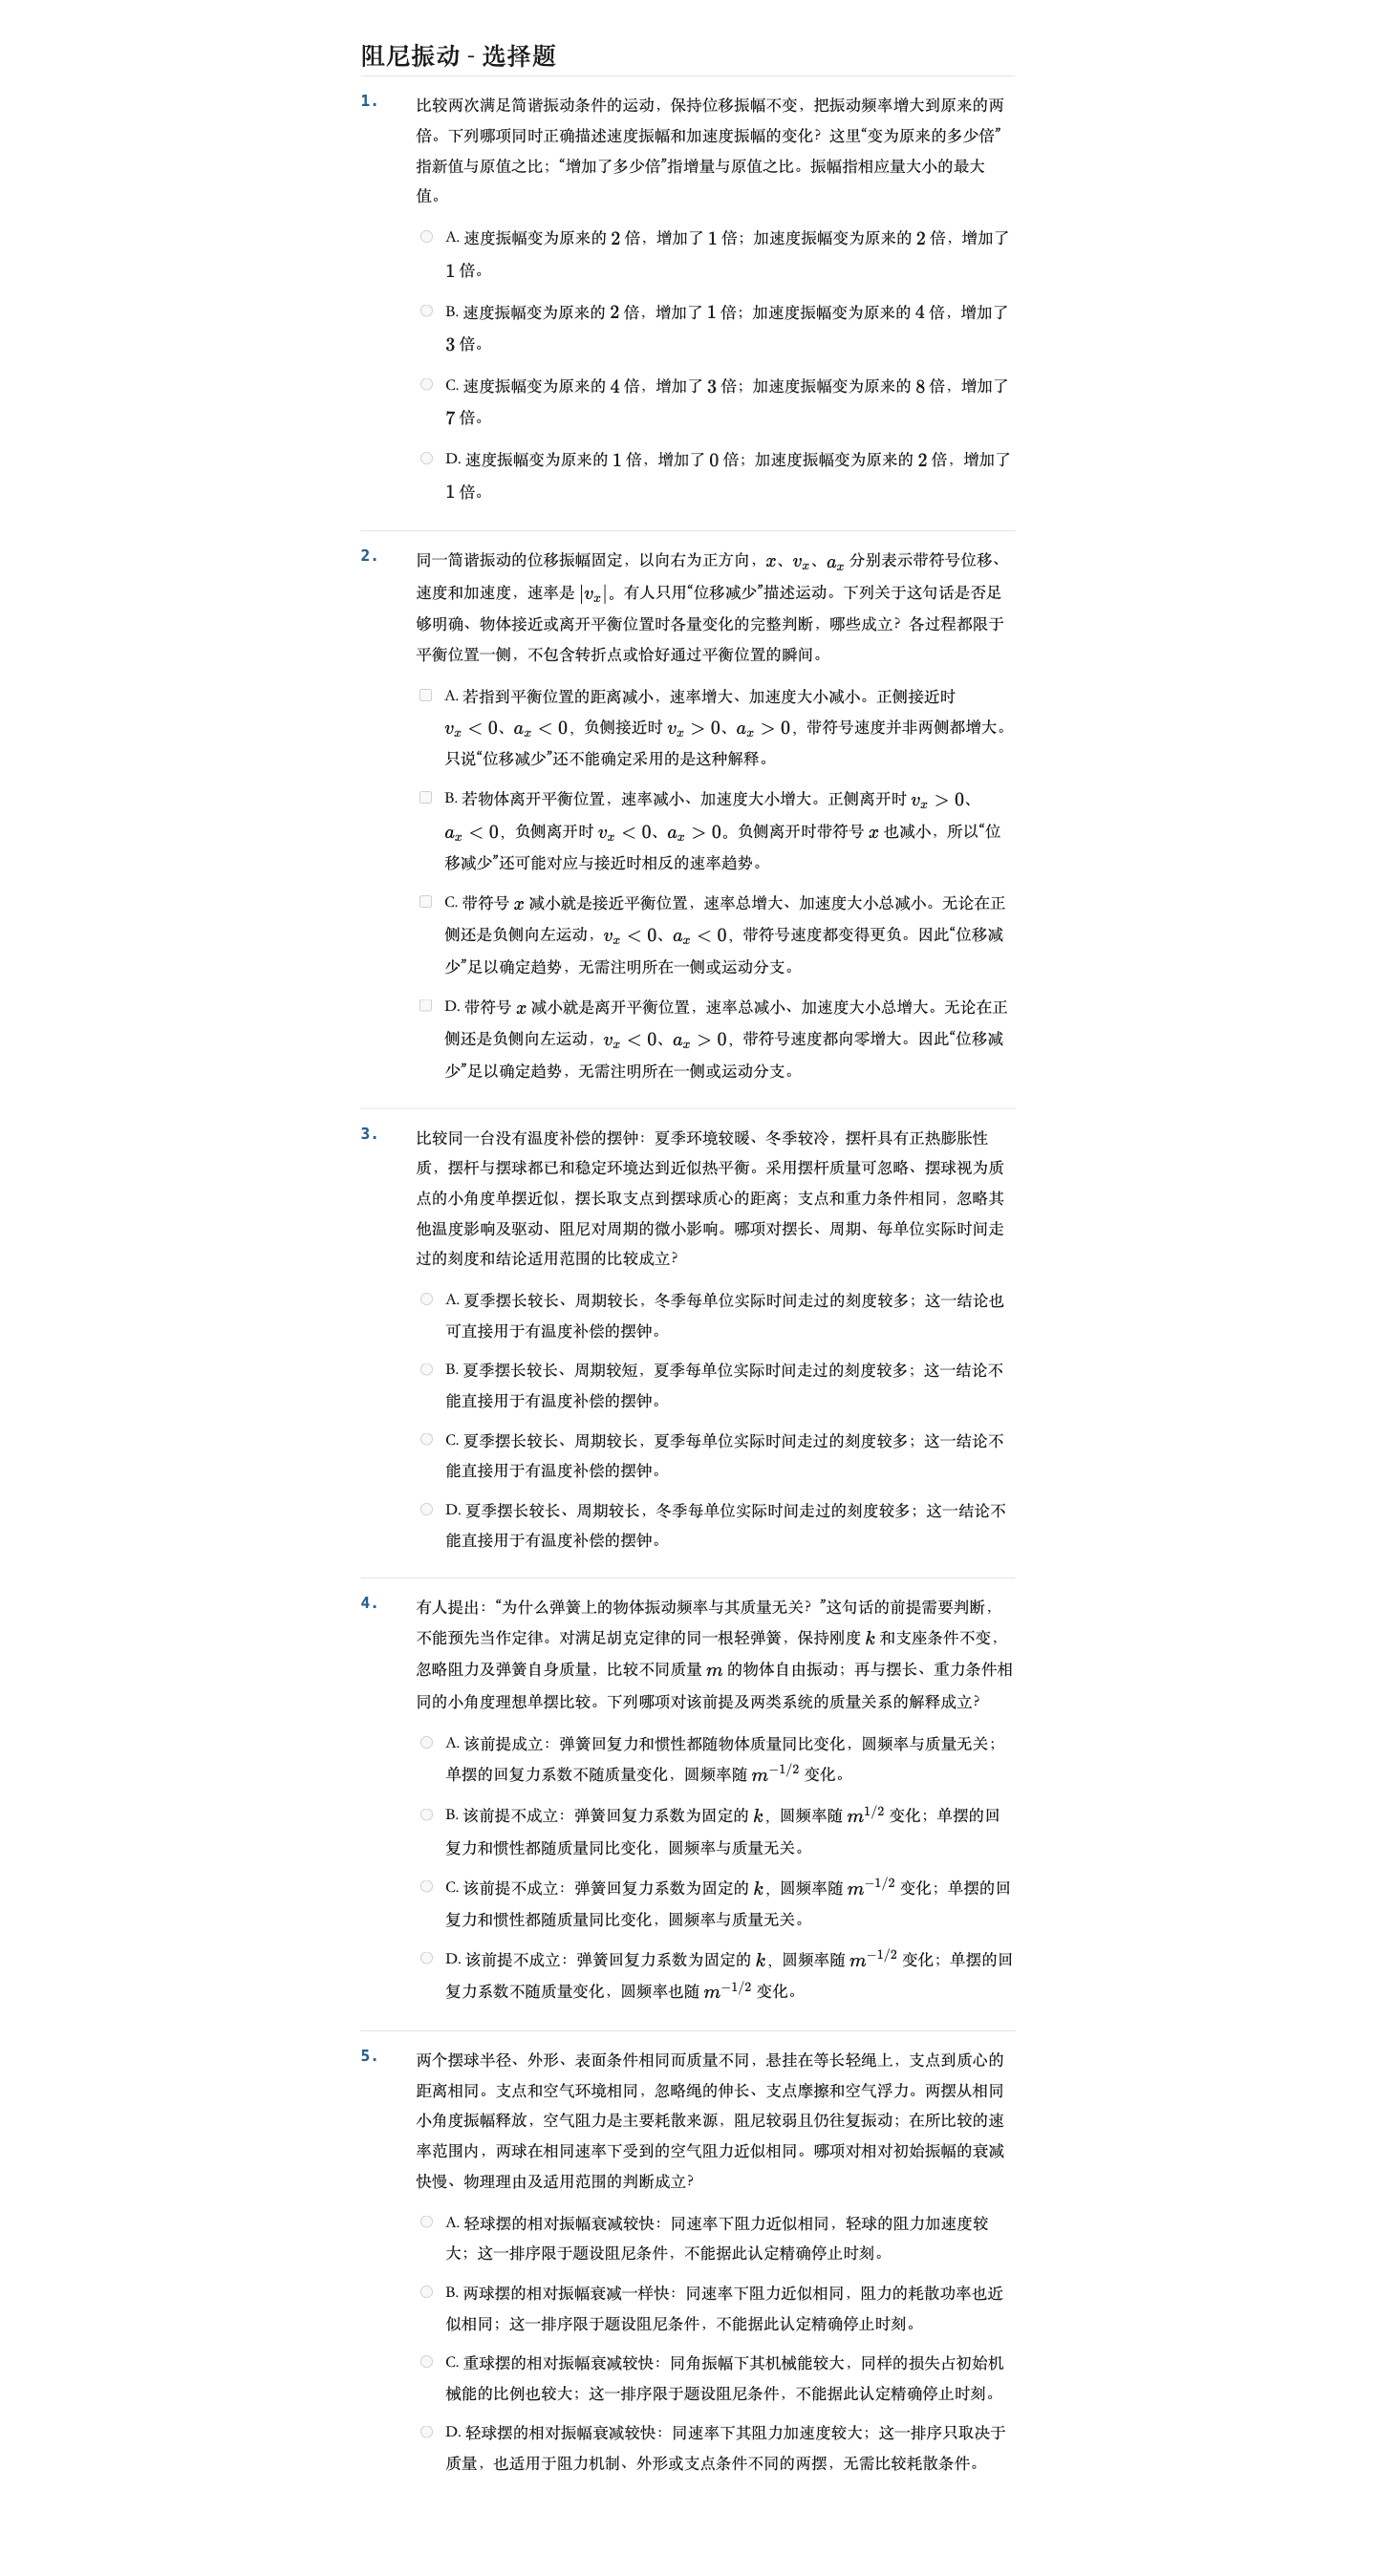 阻尼振动 - 选择题
1.
比较两次满足简谐振动条件的运动，保持位移振幅不变，把振动频率增大到原来的两
倍。下列哪项同时正确描述速度振幅和加速度振幅的变化？这里“变为原来的多少倍”
指新值与原值之比；“增加了多少倍”指增量与原值之比。振幅指相应量大小的最大
值。
A. 速度振幅变为原来的 2 倍，增加了 1 倍；加速度振幅变为原来的 2 倍，增加了
1 倍。
B. 速度振幅变为原来的 2 倍，增加了 1 倍；加速度振幅变为原来的 4 倍，增加了
3 倍。
C. 速度振幅变为原来的 4 倍，增加了 3 倍；加速度振幅变为原来的 8 倍，增加了
7 倍。
D. 速度振幅变为原来的 1 倍，增加了 0 倍；加速度振幅变为原来的 2 倍，增加了
1 倍。
2.
同一简谐振动的位移振幅固定，以向右为正方向，x、vₓ、aₓ 分别表示带符号位移、
速度和加速度，速率是 |vₓ|。有人只用“位移减少”描述运动。下列关于这句话是否足
够明确、物体接近或离开平衡位置时各量变化的完整判断，哪些成立？各过程都限于
平衡位置一侧，不包含转折点或恰好通过平衡位置的瞬间。
A. 若指到平衡位置的距离减小，速率增大、加速度大小减小。正侧接近时
vₓ < 0、aₓ < 0，负侧接近时 vₓ > 0、aₓ > 0，带符号速度并非两侧都增大。
只说“位移减少”还不能确定采用的是这种解释。
B. 若物体离开平衡位置，速率减小、加速度大小增大。正侧离开时 vₓ > 0、
aₓ < 0，负侧离开时 vₓ < 0、aₓ > 0。负侧离开时带符号 x 也减小，所以“位
移减少”还可能对应与接近时相反的速率趋势。
C. 带符号 x 减小就是接近平衡位置，速率总增大、加速度大小总减小。无论在正
侧还是负侧向左运动，vₓ < 0、aₓ < 0，带符号速度都变得更负。因此“位移减
少”足以确定趋势，无需注明所在一侧或运动分支。
D. 带符号 x 减小就是离开平衡位置，速率总减小、加速度大小总增大。无论在正
侧还是负侧向左运动，vₓ < 0、aₓ > 0，带符号速度都向零增大。因此“位移减
少”足以确定趋势，无需注明所在一侧或运动分支。
3.
比较同一台没有温度补偿的摆钟：夏季环境较暖、冬季较冷，摆杆具有正热膨胀性
质，摆杆与摆球都已和稳定环境达到近似热平衡。采用摆杆质量可忽略、摆球视为质
点的小角度单摆近似，摆长取支点到摆球质心的距离；支点和重力条件相同，忽略其
他温度影响及驱动、阻尼对周期的微小影响。哪项对摆长、周期、每单位实际时间走
过的刻度和结论适用范围的比较成立？
A. 夏季摆长较长、周期较长，冬季每单位实际时间走过的刻度较多；这一结论也
可直接用于有温度补偿的摆钟。
B. 夏季摆长较长、周期较短，夏季每单位实际时间走过的刻度较多；这一结论不
能直接用于有温度补偿的摆钟。
C. 夏季摆长较长、周期较长，夏季每单位实际时间走过的刻度较多；这一结论不
能直接用于有温度补偿的摆钟。
D. 夏季摆长较长、周期较长，冬季每单位实际时间走过的刻度较多；这一结论不
能直接用于有温度补偿的摆钟。
4.
有人提出：“为什么弹簧上的物体振动频率与其质量无关？”这句话的前提需要判断，
不能预先当作定律。对满足胡克定律的同一根轻弹簧，保持刚度 k 和支座条件不变，
忽略阻力及弹簧自身质量，比较不同质量 m 的物体自由振动；再与摆长、重力条件相
同的小角度理想单摆比较。下列哪项对该前提及两类系统的质量关系的解释成立？
A. 该前提成立：弹簧回复力和惯性都随物体质量同比变化，圆频率与质量无关；
单摆的回复力系数不随质量变化，圆频率随 m^{-1/2} 变化。
B. 该前提不成立：弹簧回复力系数为固定的 k，圆频率随 m^{1/2} 变化；单摆的回
复力和惯性都随质量同比变化，圆频率与质量无关。
C. 该前提不成立：弹簧回复力系数为固定的 k，圆频率随 m^{-1/2} 变化；单摆的回
复力和惯性都随质量同比变化，圆频率与质量无关。
D. 该前提不成立：弹簧回复力系数为固定的 k，圆频率随 m^{-1/2} 变化；单摆的回
复力系数不随质量变化，圆频率也随 m^{-1/2} 变化。
5.
两个摆球半径、外形、表面条件相同而质量不同，悬挂在等长轻绳上，支点到质心的
距离相同。支点和空气环境相同，忽略绳的伸长、支点摩擦和空气浮力。两摆从相同
小角度振幅释放，空气阻力是主要耗散来源，阻尼较弱且仍往复振动；在所比较的速
率范围内，两球在相同速率下受到的空气阻力近似相同。哪项对相对初始振幅的衰减
快慢、物理理由及适用范围的判断成立？
A. 轻球摆的相对振幅衰减较快：同速率下阻力近似相同，轻球的阻力加速度较
大；这一排序限于题设阻尼条件，不能据此认定精确停止时刻。
B. 两球摆的相对振幅衰减一样快：同速率下阻力近似相同，阻力的耗散功率也近
似相同；这一排序限于题设阻尼条件，不能据此认定精确停止时刻。
C. 重球摆的相对振幅衰减较快：同角振幅下其机械能较大，同样的损失占初始机
械能的比例也较大；这一排序限于题设阻尼条件，不能据此认定精确停止时刻。
D. 轻球摆的相对振幅衰减较快：同速率下其阻力加速度较大；这一排序只取决于
质量，也适用于阻力机制、外形或支点条件不同的两摆，无需比较耗散条件。